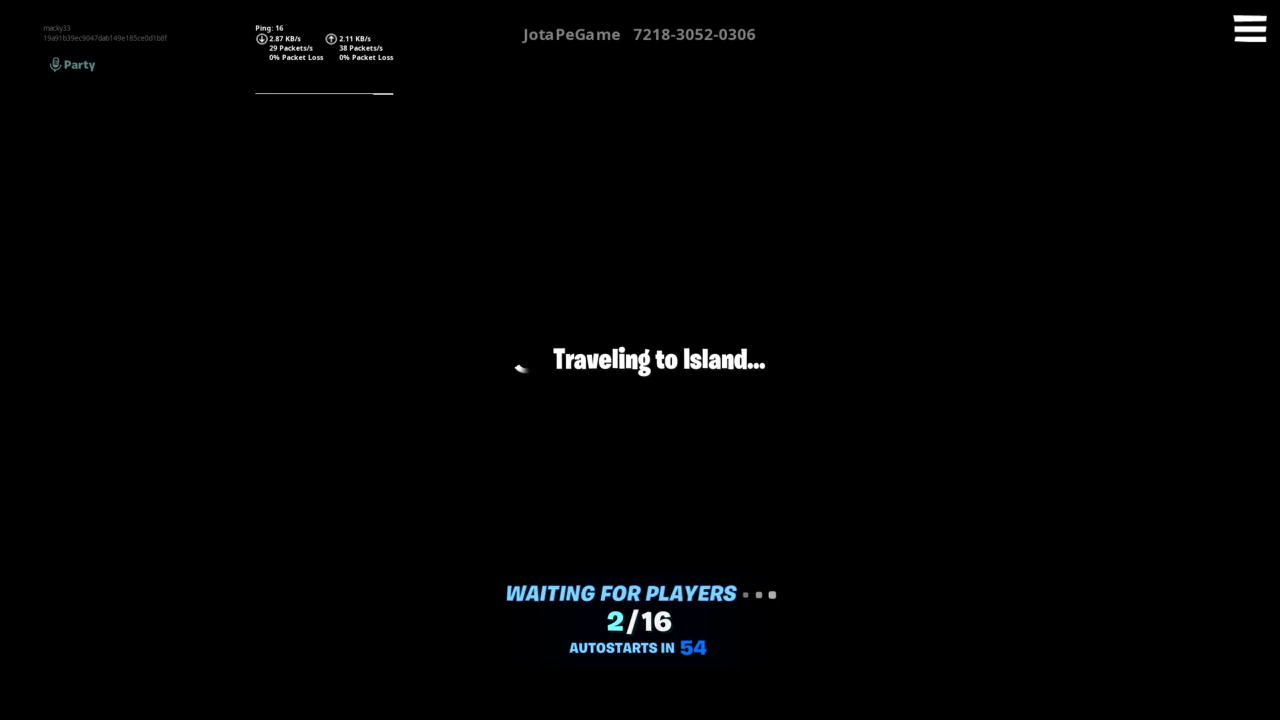 macky33
19a91b39ec9047dab149e185ce0d1b8f
Party
Ping: 16
2.87 KB/s 2.11 KB/s
29 Packets/s 38 Packets/s
0% Packet Loss 0% Packet Loss
JotaPeGame 7218-3052-0306
Traveling to Island...
WAITING FOR PLAYERS
2/16
AUTOSTARTS IN 54